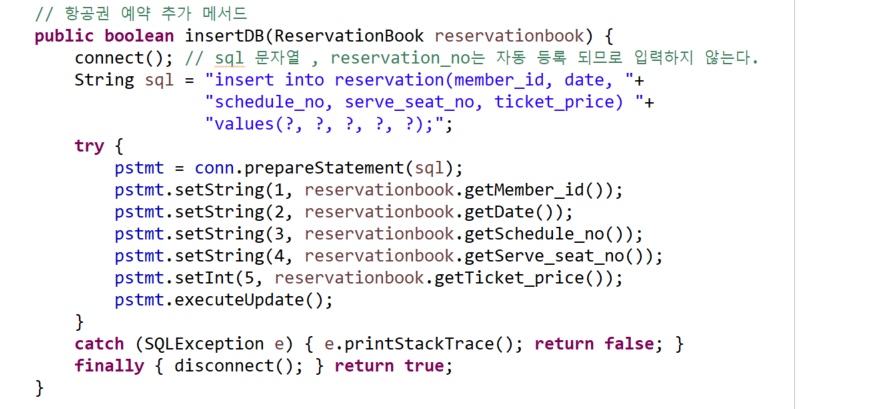 // 항공권 예약 추가 메서드
public boolean insertDB(ReservationBook reservationbook) {
connect(); // sql 문자열 , reservation_no는 자동 등록 되므로 입력하지 않는다.
String sql = "insert into reservation(member_id, date, "+
"schedule_no, serve_seat_no, ticket_price) "+
"values(?, ?, ?, ?, ?);";
try {
pstmt = conn.prepareStatement(sql);
pstmt.setString(1, reservationbook.getMember_id());
pstmt.setString(2, reservationbook.getDate());
pstmt.setString(3, reservationbook.getSchedule_no());
pstmt.setString(4, reservationbook.getServe_seat_no());
pstmt.setInt(5, reservationbook.getTicket_price());
pstmt.executeUpdate();
}
catch (SQLException e) { e.printStackTrace(); return false; }
finally { disconnect(); } return true;
}